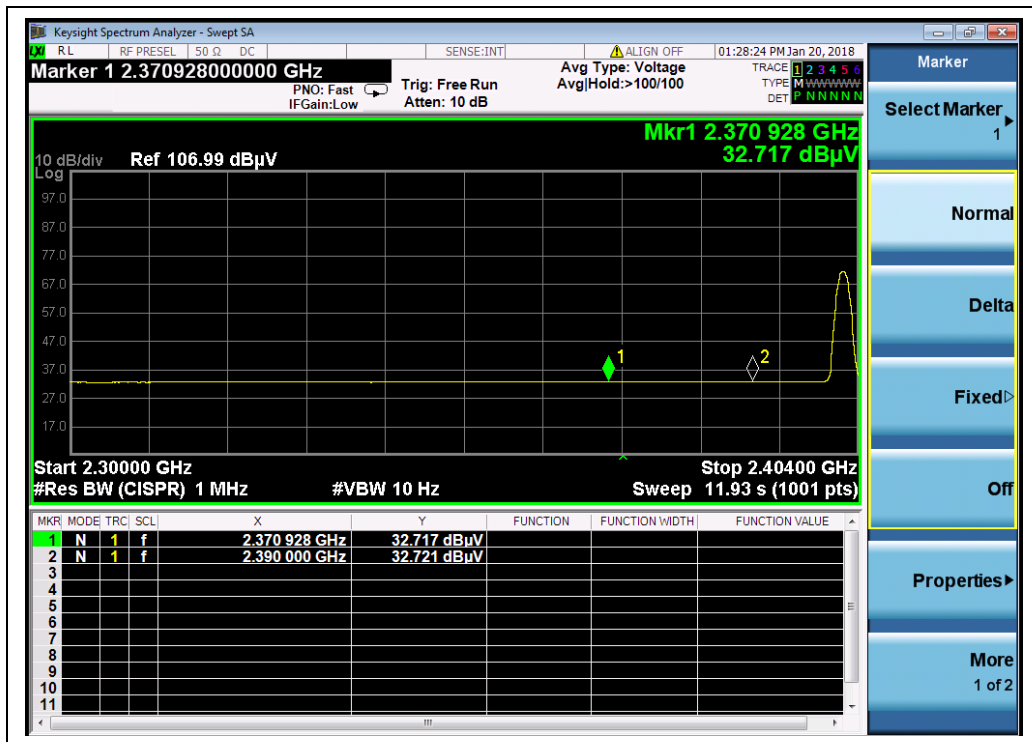 Keysight Spectrum Analyzer - Swept SA
LXI RL RF PRESEL 50 Ω DC SENSE:INT ALIGN OFF 01:28:24 PM Jan 20, 2018
Marker 1 2.370928000000 GHz
PNO: Fast
IFGain:Low
Trig: Free Run
Atten: 10 dB
Avg Type: Voltage
Avg|Hold:>100/100
TRACE 1 2 3 4 5 6
TYPE MWWWWW
DET P N N N N N
Mkr1 2.370 928 GHz
32.717 dBµV
10 dB/div Ref 106.99 dBµV
Log
97.0
87.0
77.0
67.0
57.0
47.0
37.0
27.0
17.0
1
2
Start 2.30000 GHz Stop 2.40400 GHz
#Res BW (CISPR) 1 MHz #VBW 10 Hz Sweep 11.93 s (1001 pts)
MKR MODE TRC SCL X Y FUNCTION FUNCTION WIDTH FUNCTION VALUE
1 N 1 f 2.370 928 GHz 32.717 dBµV
2 N 1 f 2.390 000 GHz 32.721 dBµV
3
4
5
6
7
8
9
10
11
Marker
Select Marker
1
Normal
Delta
Fixed
Off
Properties
More
1 of 2